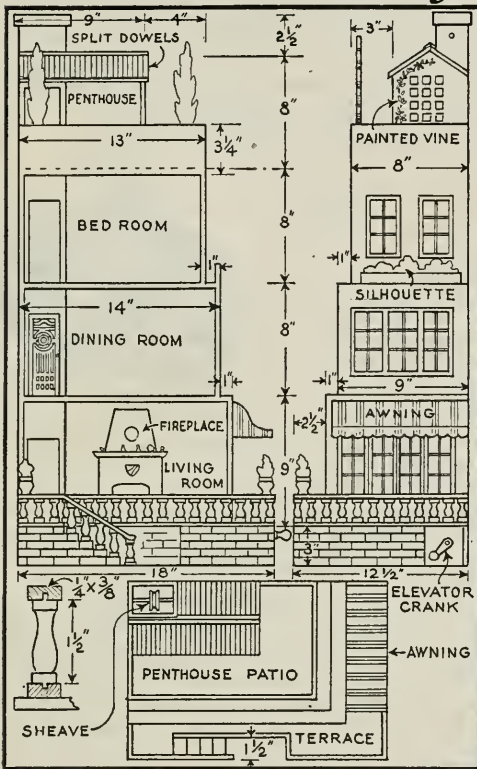 9"
4"
SPLIT DOWELS
PENTHOUSE
2½"
3"
8"
PAINTED VINE
13"
3¼"
8"
BED ROOM
8"
1"
1"
SILHOUETTE
14"
DINING ROOM
8"
9"
1"
1"
AWNING
2½"
FIREPLACE
LIVING
ROOM
9"
3"
18"
12½"
ELEVATOR
CRANK
¼" x ⅜"
1½"
SHEAVE
PENTHOUSE PATIO
AWNING
TERRACE
1½"